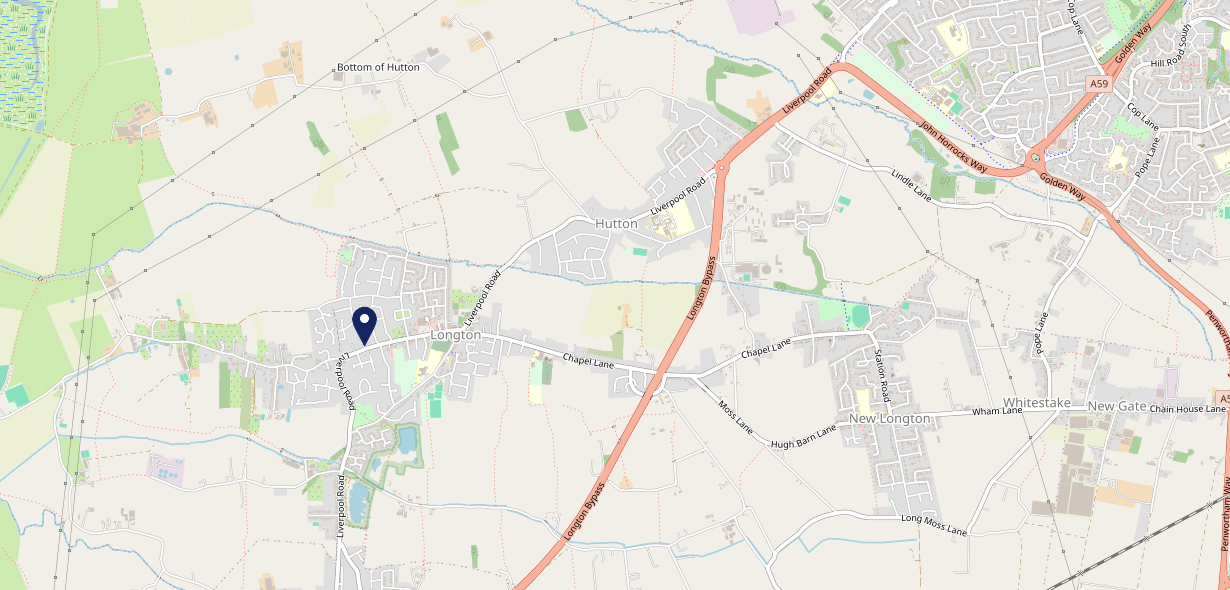 Cop Lane
Golden Way
Hill Road South
Bottom of Hutton
A59
Liverpool Road
Cop Lane
John Horrocks Way
Pope Lane
Golden Way
Lindle Lane
Liverpool Road
Hutton
Longton Bypass
Liverpool Road
Longton
Penwortham
Pope Lane
Chapel Lane
Chapel Lane
Liverpool Road
Station Road
Moss Lane
Whitestake
New Gate
Wham Lane
Chain House Lane
New Longton
Hugh Barn Lane
Liverpool Road
Longton Bypass
Long Moss Lane
Penwortham Way